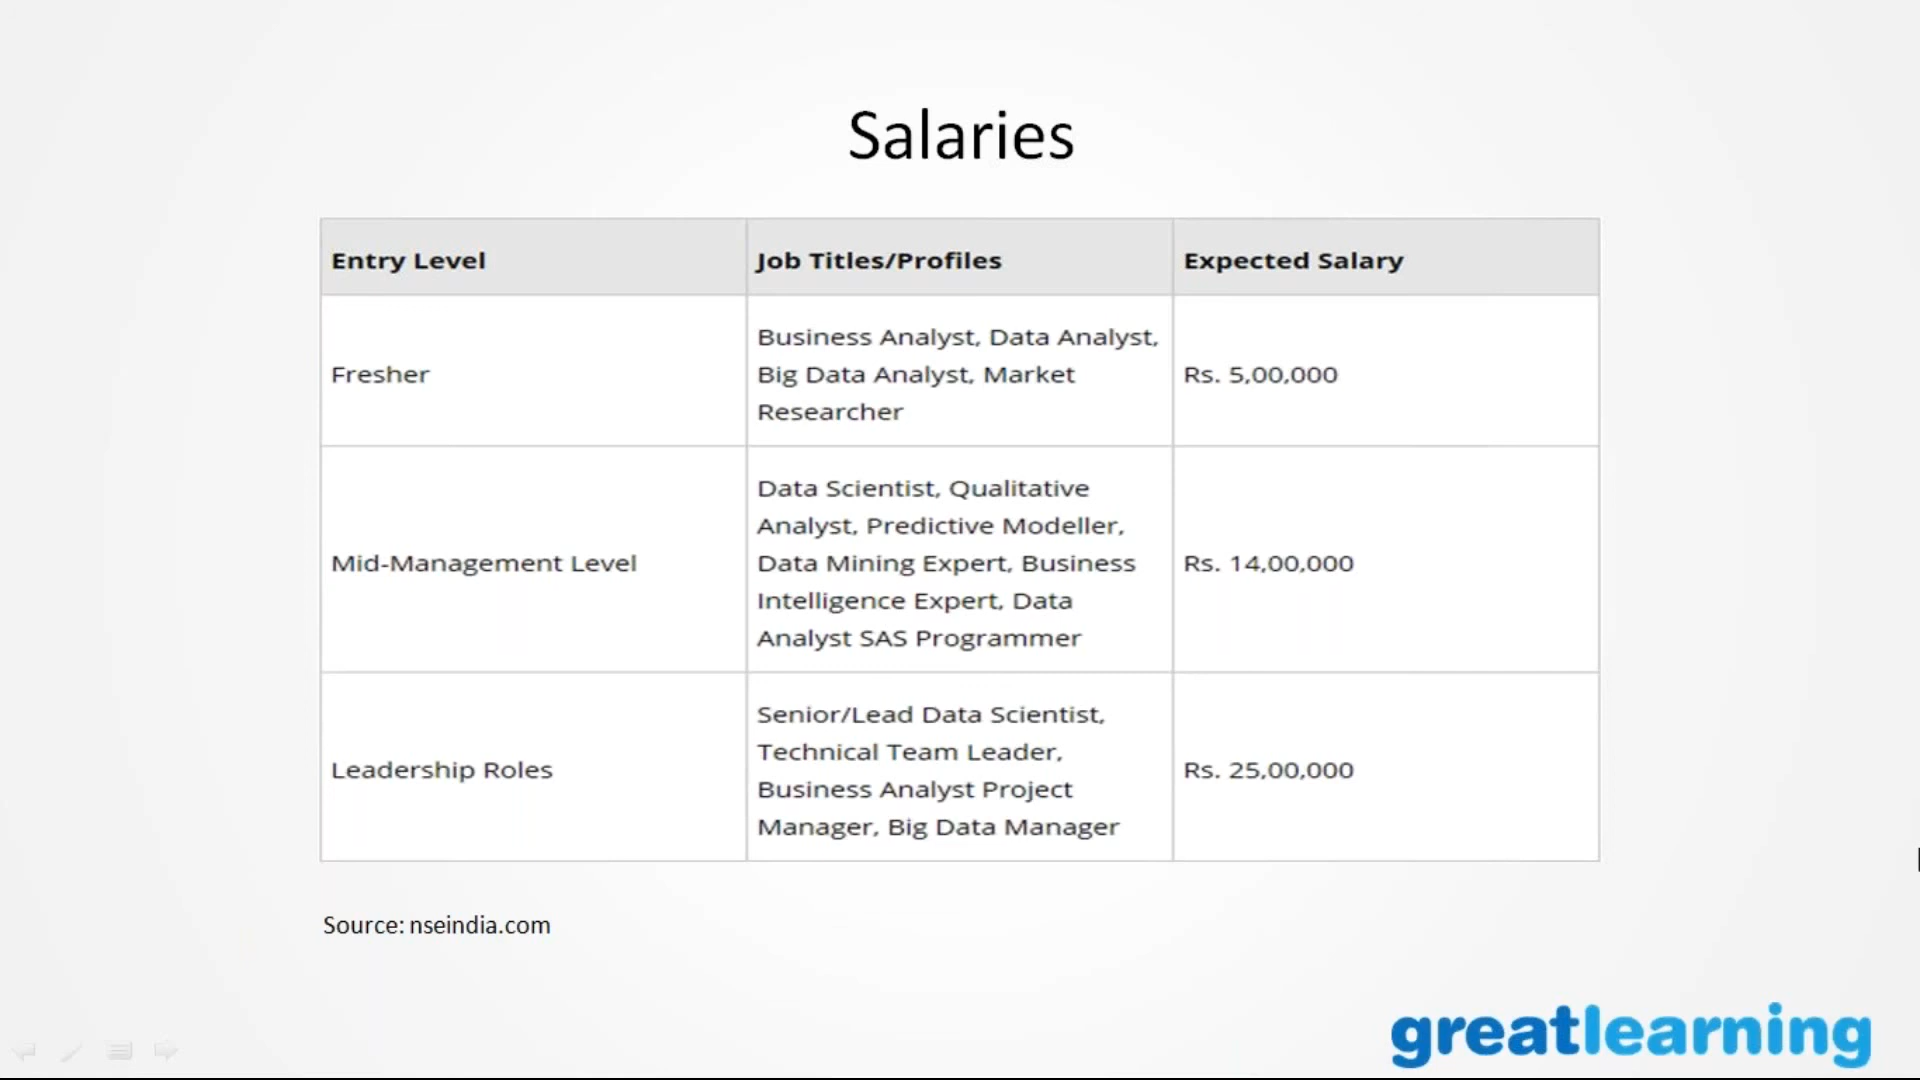 Salaries
Entry Level
Job Titles/Profiles
Expected Salary
Fresher
Business Analyst, Data Analyst,
Big Data Analyst, Market
Researcher
Rs. 5,00,000
Mid-Management Level
Data Scientist, Qualitative
Analyst, Predictive Modeller,
Data Mining Expert, Business
Intelligence Expert, Data
Analyst SAS Programmer
Rs. 14,00,000
Leadership Roles
Senior/Lead Data Scientist,
Technical Team Leader,
Business Analyst Project
Manager, Big Data Manager
Rs. 25,00,000
Source: nseindia.com
greatlearning